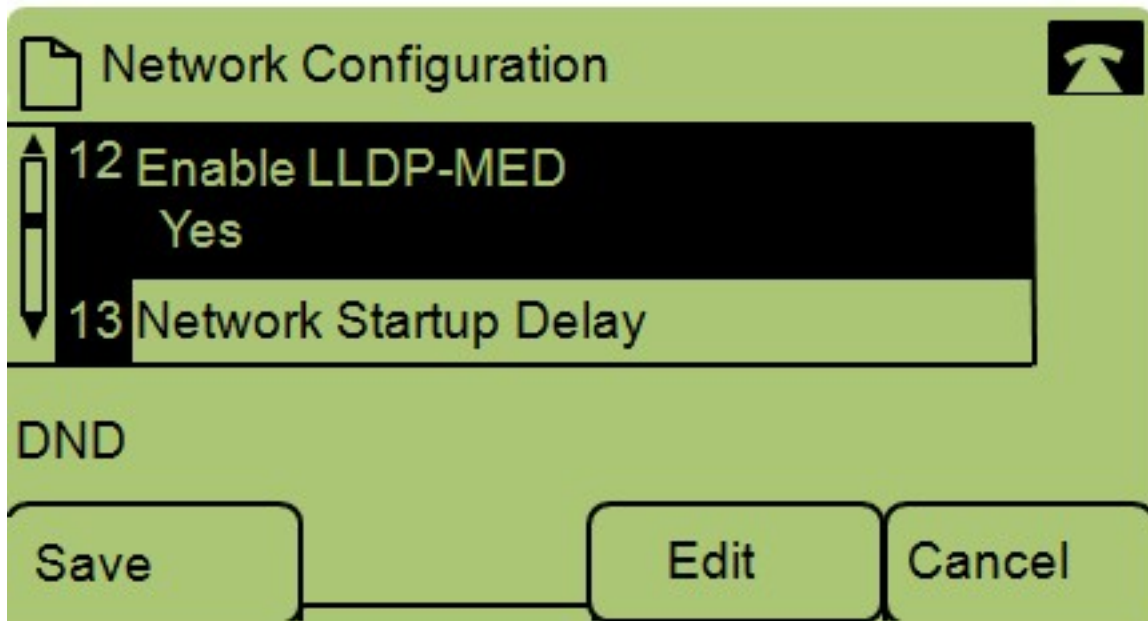 Network Configuration
12 Enable LLDP-MED
Yes
13 Network Startup Delay
DND
Save Edit Cancel